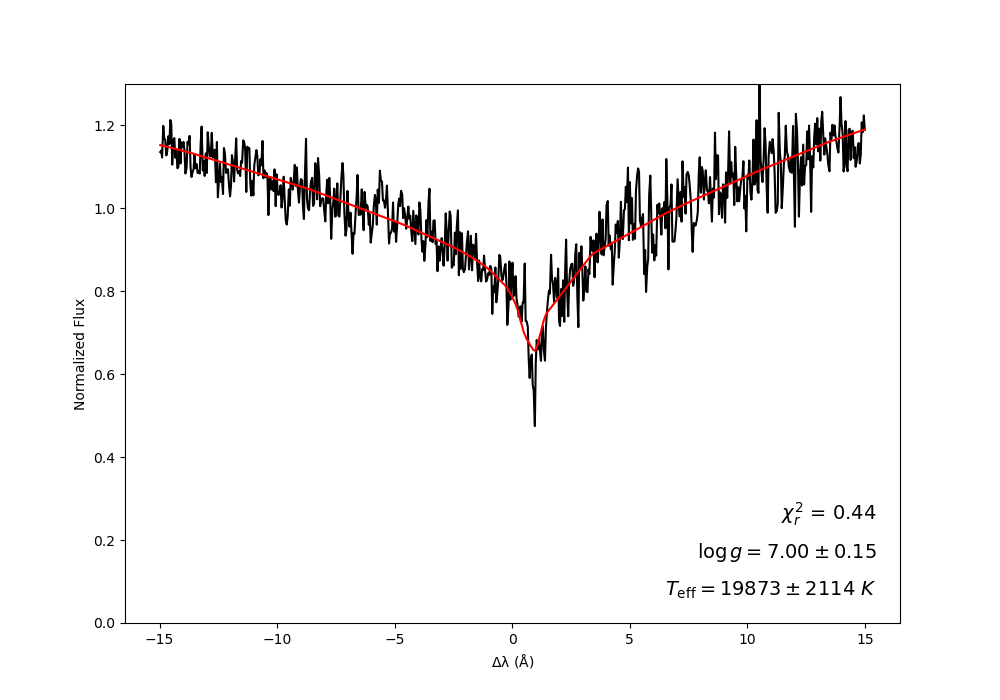 1.2
1.0
0.8
0.6
0.4
0.2
0.0
Normalized Flux
χ²ᵣ = 0.44
log g = 7.00 ± 0.15
T_eff = 19873 ± 2114 K
−15 −10 −5 0 5 10 15
Δλ (Å)